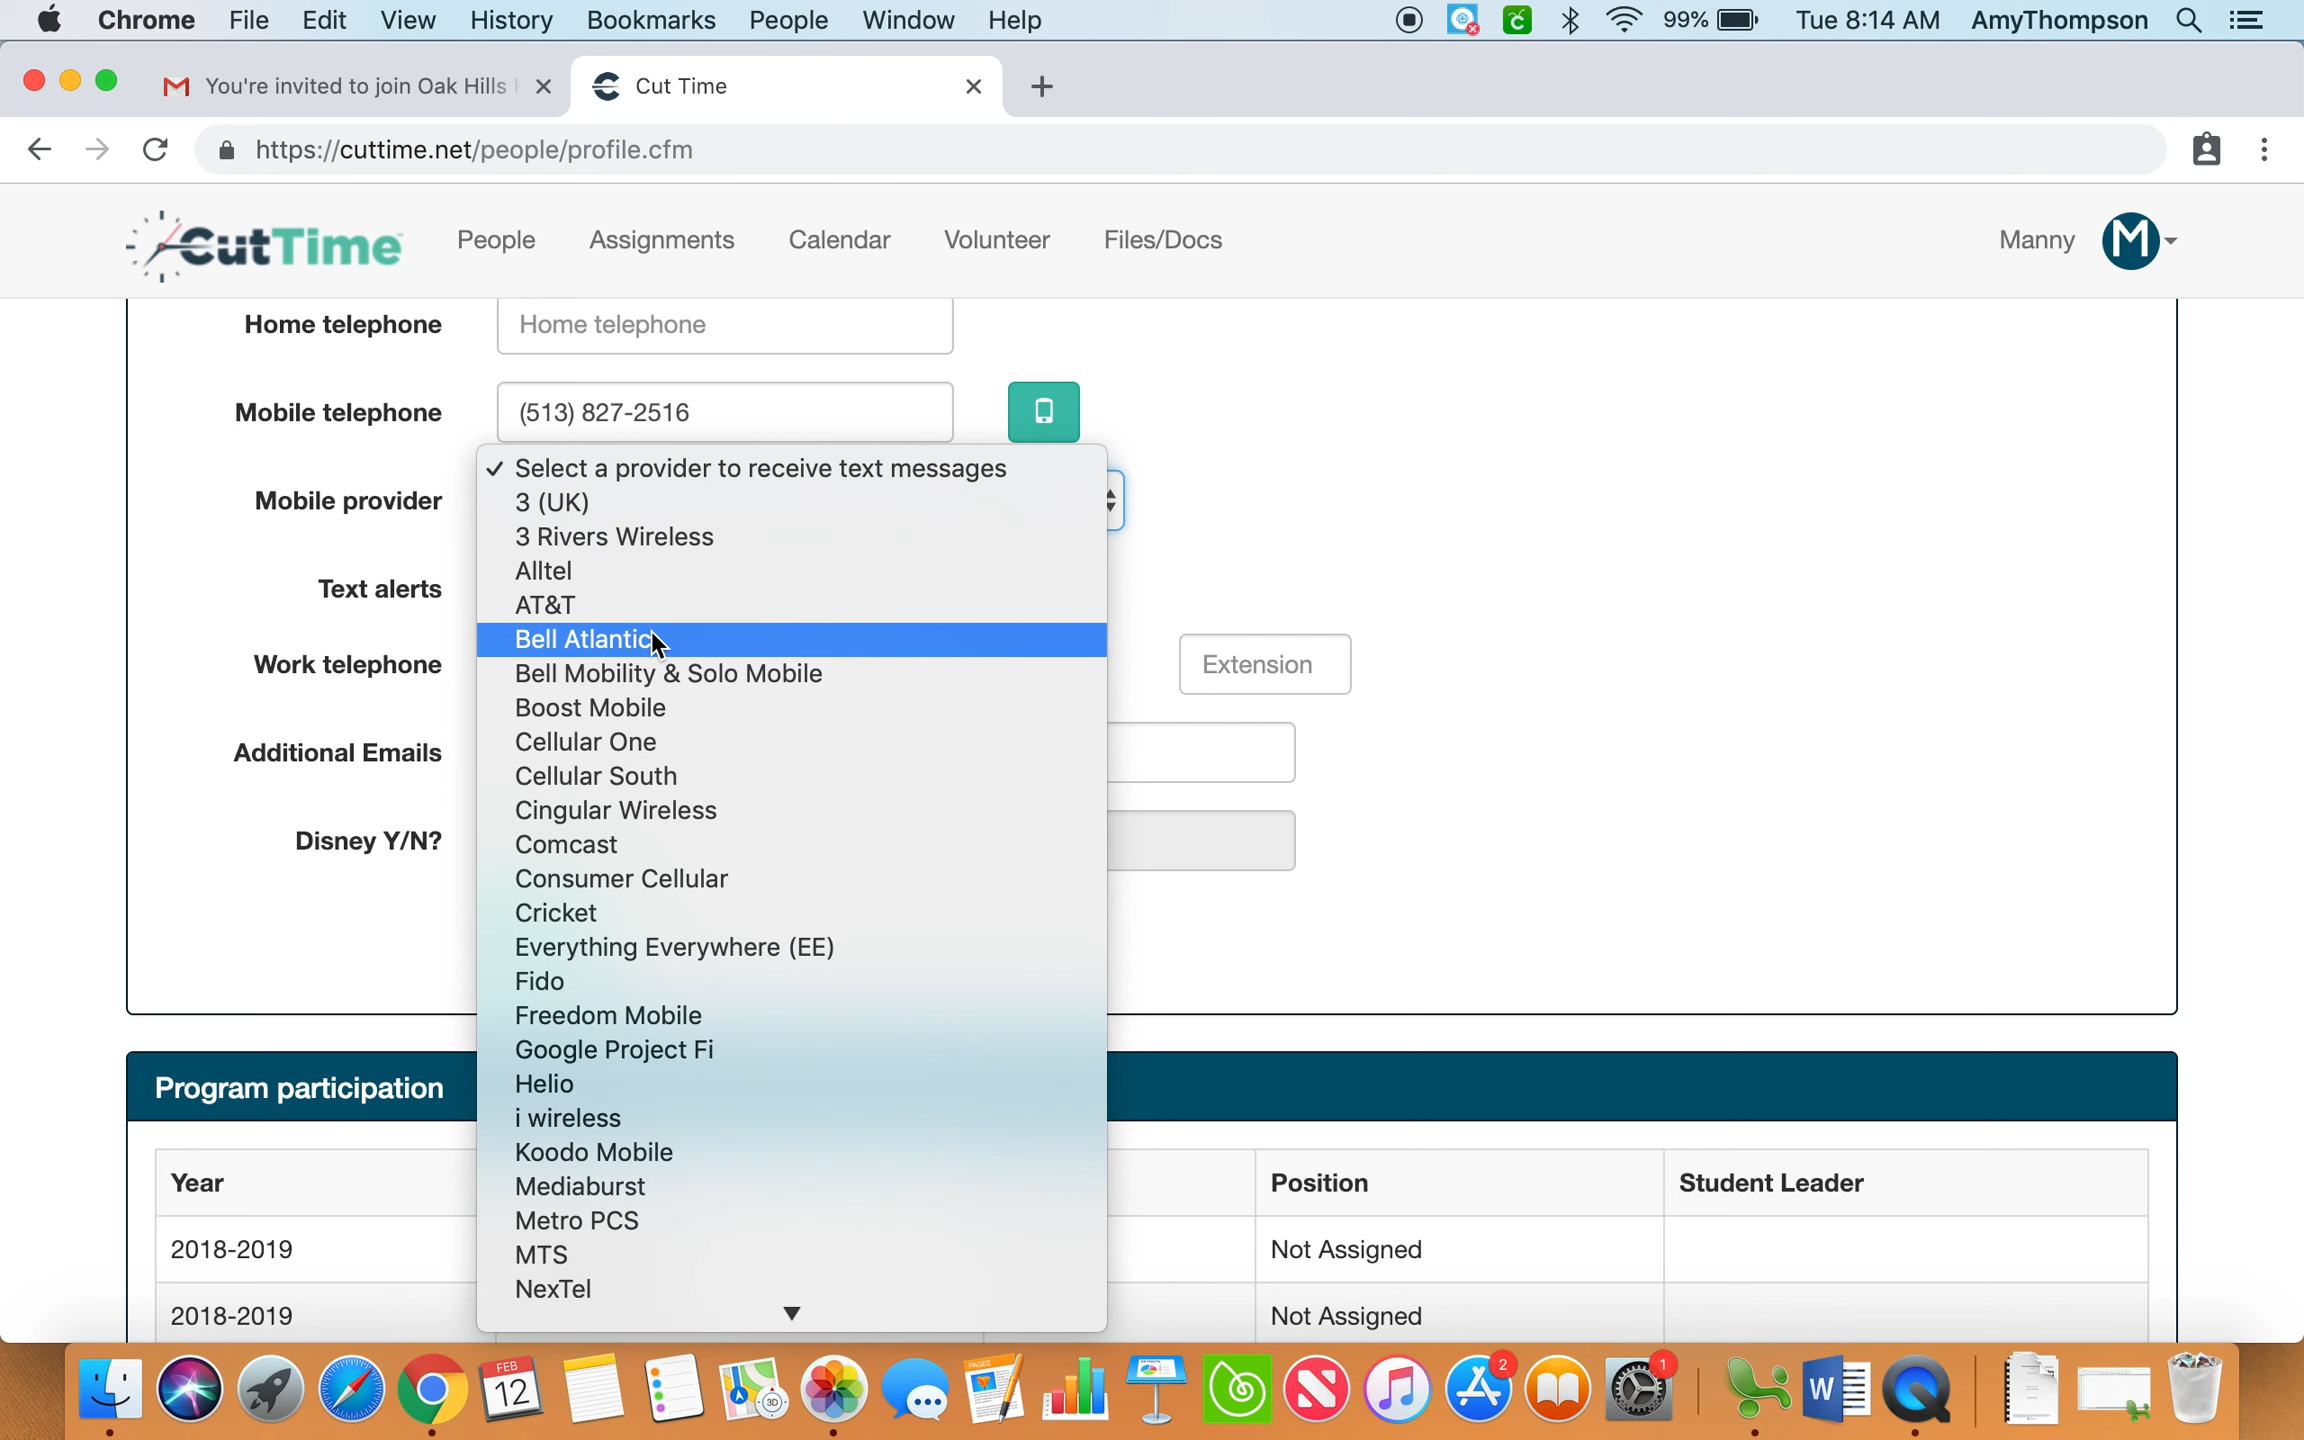 Chrome File Edit View History Bookmarks People Window Help 99% Tue 8:14 AM AmyThompson
You're invited to join Oak Hills Cut Time
https://cuttime.net/people/profile.cfm
CutTime People Assignments Calendar Volunteer Files/Docs Manny M
Home telephone Home telephone
Mobile telephone (513) 827-2516
✓ Select a provider to receive text messages
Mobile provider 3 (UK)
3 Rivers Wireless
Alltel
Text alerts AT&T
Bell Atlantic
Work telephone Bell Mobility & Solo Mobile Extension
Boost Mobile
Additional Emails Cellular One
Cellular South
Cingular Wireless
Disney Y/N? Comcast
Consumer Cellular
Cricket
Everything Everywhere (EE)
Fido
Freedom Mobile
Google Project Fi
Program participation Helio
i wireless
Koodo Mobile
Year Mediaburst Position Student Leader
Metro PCS
2018-2019 MTS Not Assigned
NexTel
2018-2019 Not Assigned
FEB
12
PAGES
3D
2
1
W